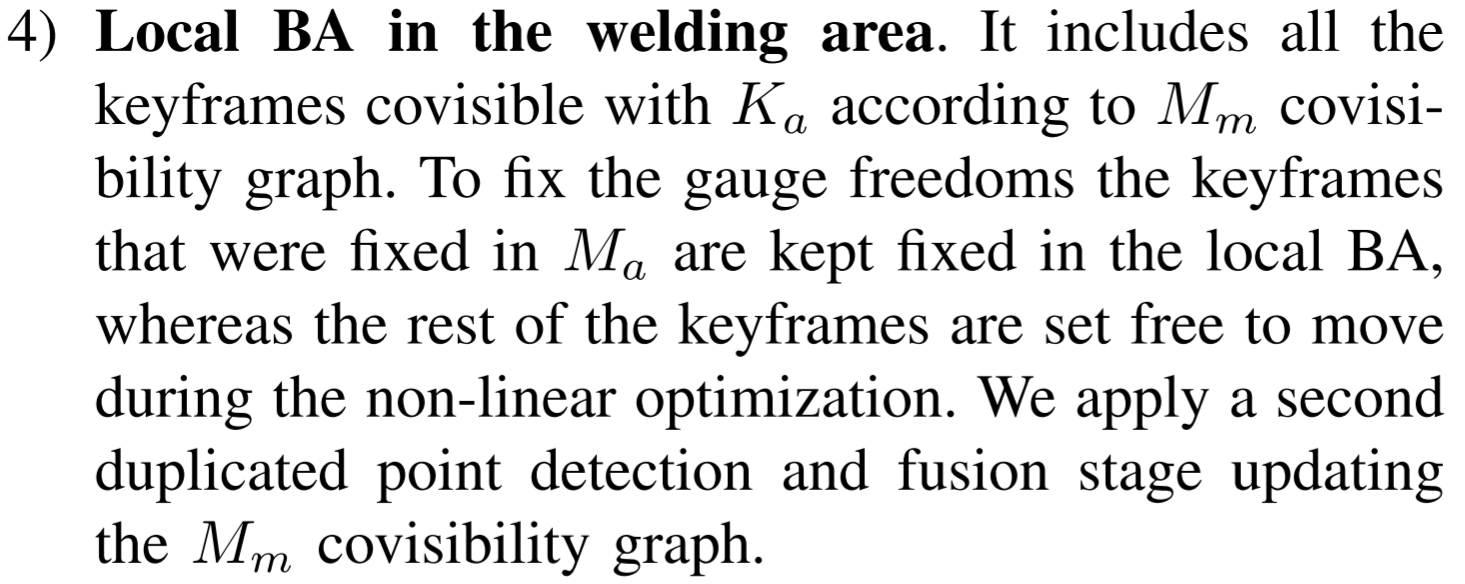 4) Local BA in the welding area. It includes all the
keyframes covisible with K_a according to M_m covisi-
bility graph. To fix the gauge freedoms the keyframes
that were fixed in M_a are kept fixed in the local BA,
whereas the rest of the keyframes are set free to move
during the non-linear optimization. We apply a second
duplicated point detection and fusion stage updating
the M_m covisibility graph.